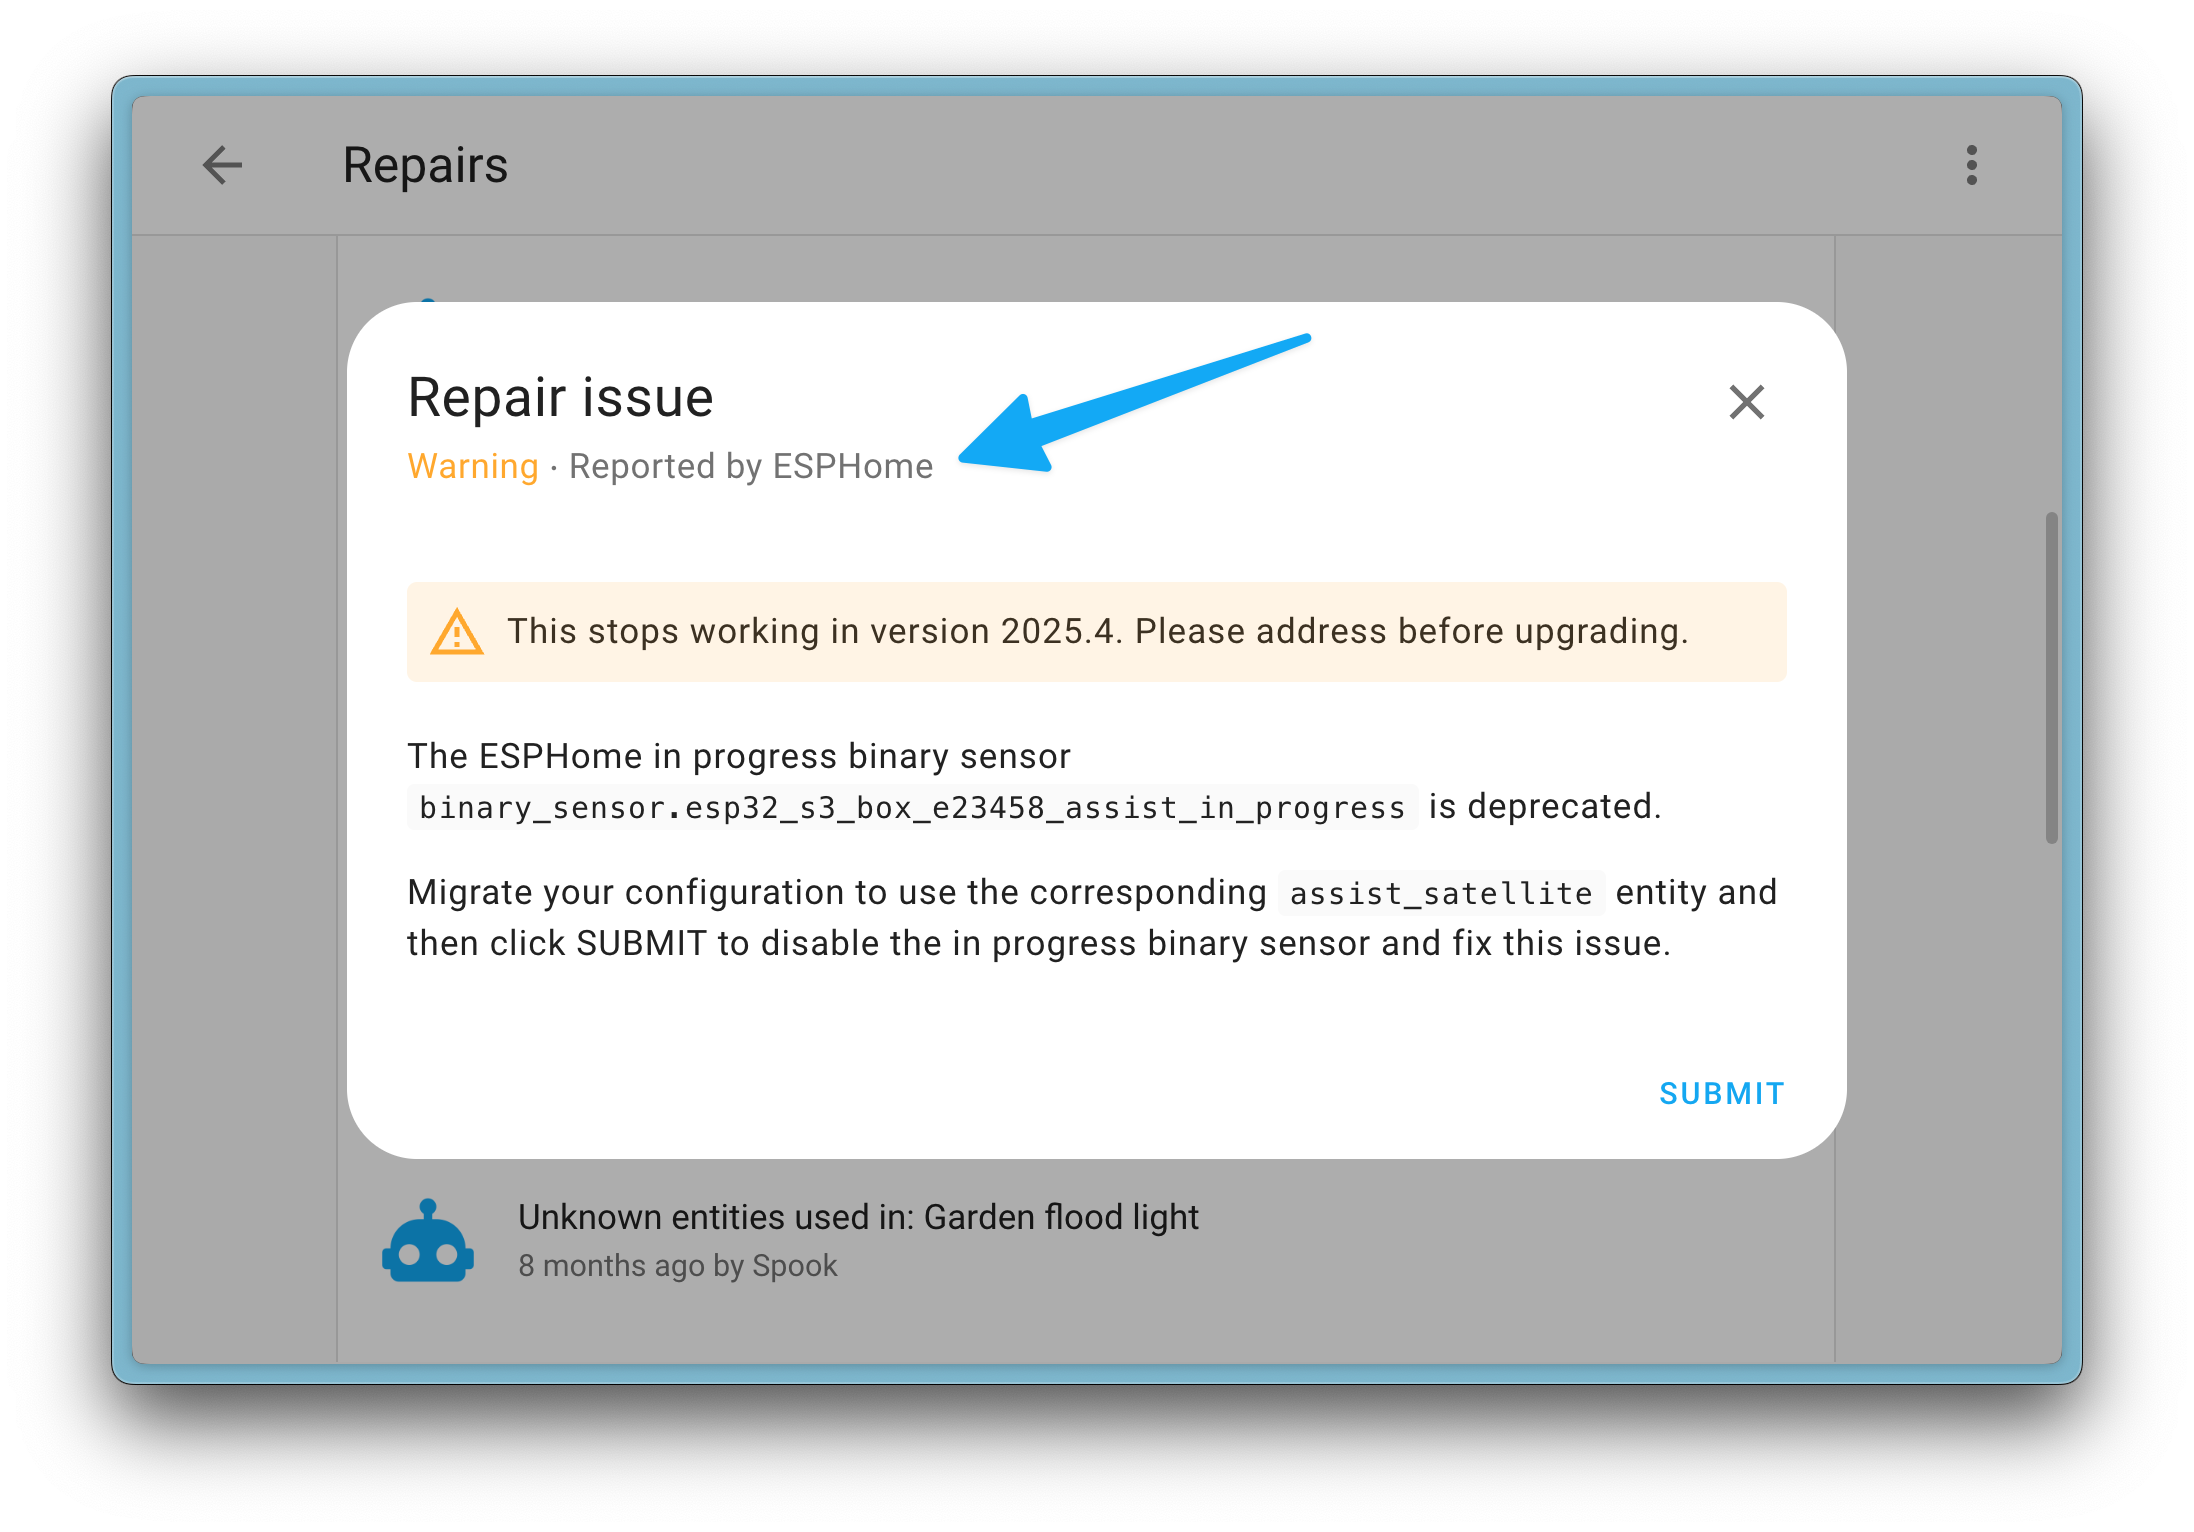 Repairs
Repair issue
Warning · Reported by ESPHome
This stops working in version 2025.4. Please address before upgrading.
The ESPHome in progress binary sensor
binary_sensor.esp32_s3_box_e23458_assist_in_progress is deprecated.
Migrate your configuration to use the corresponding assist_satellite entity and
then click SUBMIT to disable the in progress binary sensor and fix this issue.
SUBMIT
Unknown entities used in: Garden flood light
8 months ago by Spook